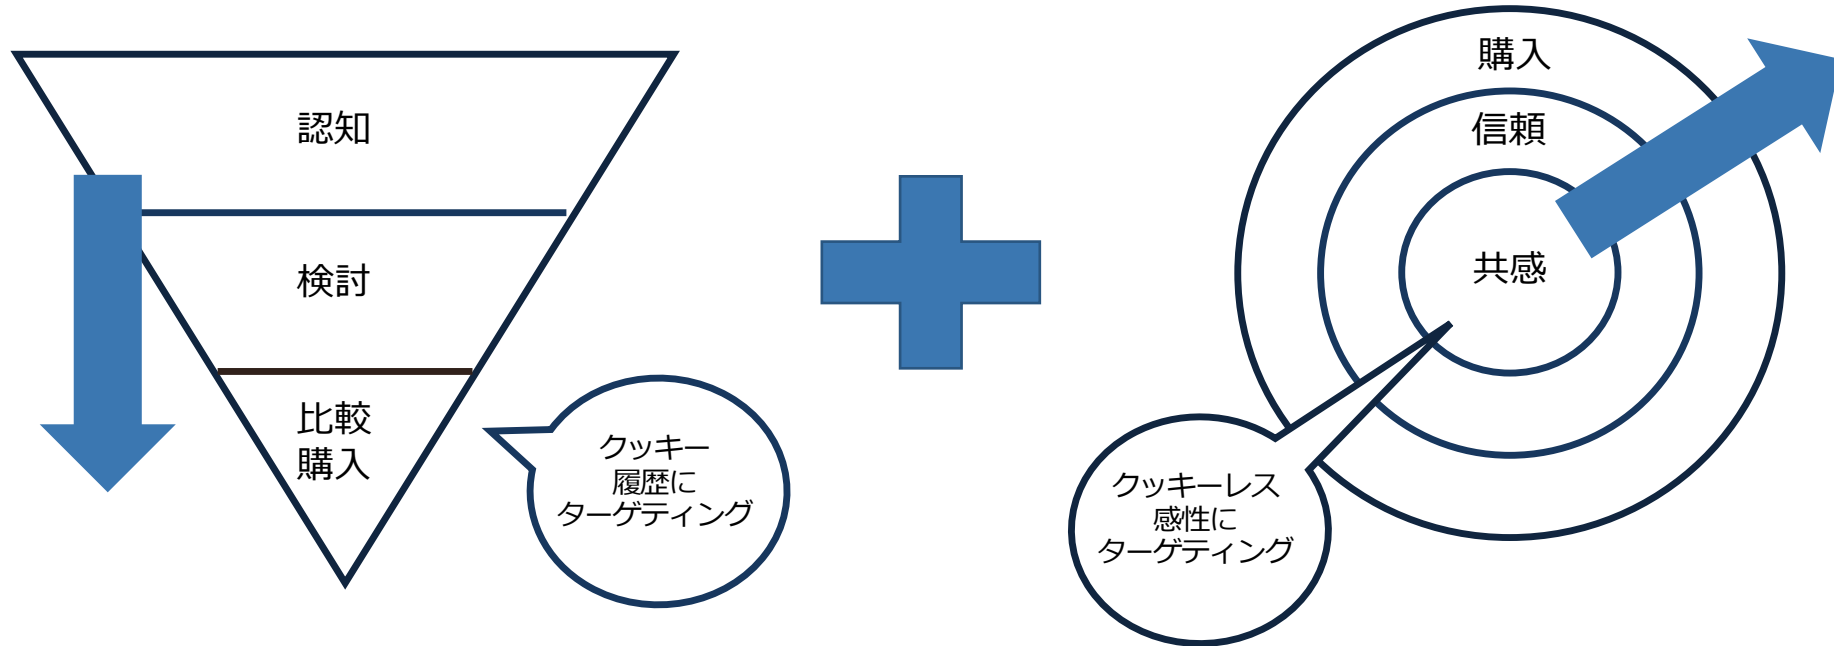 認知
検討
比較
購入
クッキー
履歴に
ターゲティング
購入
信頼
共感
クッキーレス
感性に
ターゲティング